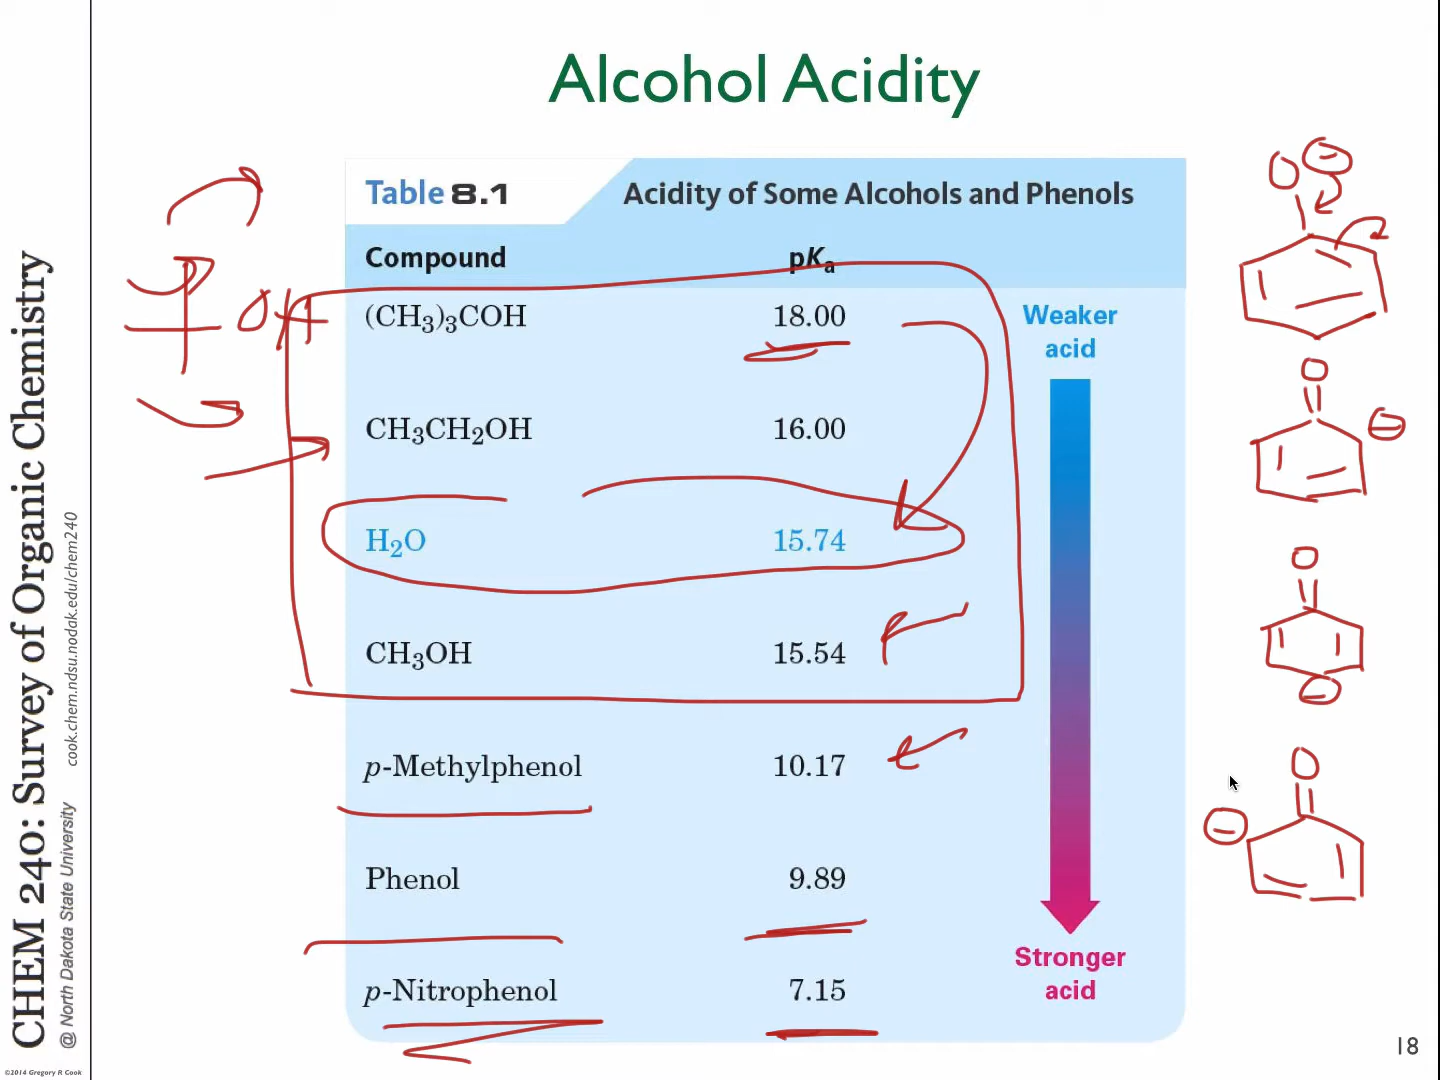 Alcohol Acidity
Table 8.1 Acidity of Some Alcohols and Phenols
Compound pKₐ
(CH₃)₃COH 18.00
Weaker
acid
CH₃CH₂OH 16.00
H₂O 15.74
CH₃OH 15.54
p-Methylphenol 10.17
Phenol 9.89
p-Nitrophenol 7.15
Stronger
acid
OH
O ⊖
O
⊖
O
⊖
O
⊖
CHEM 240: Survey of Organic Chemistry
@ North Dakota State University cook.chem.ndsu.nodak.edu/chem240
©2014 Gregory R Cook
18